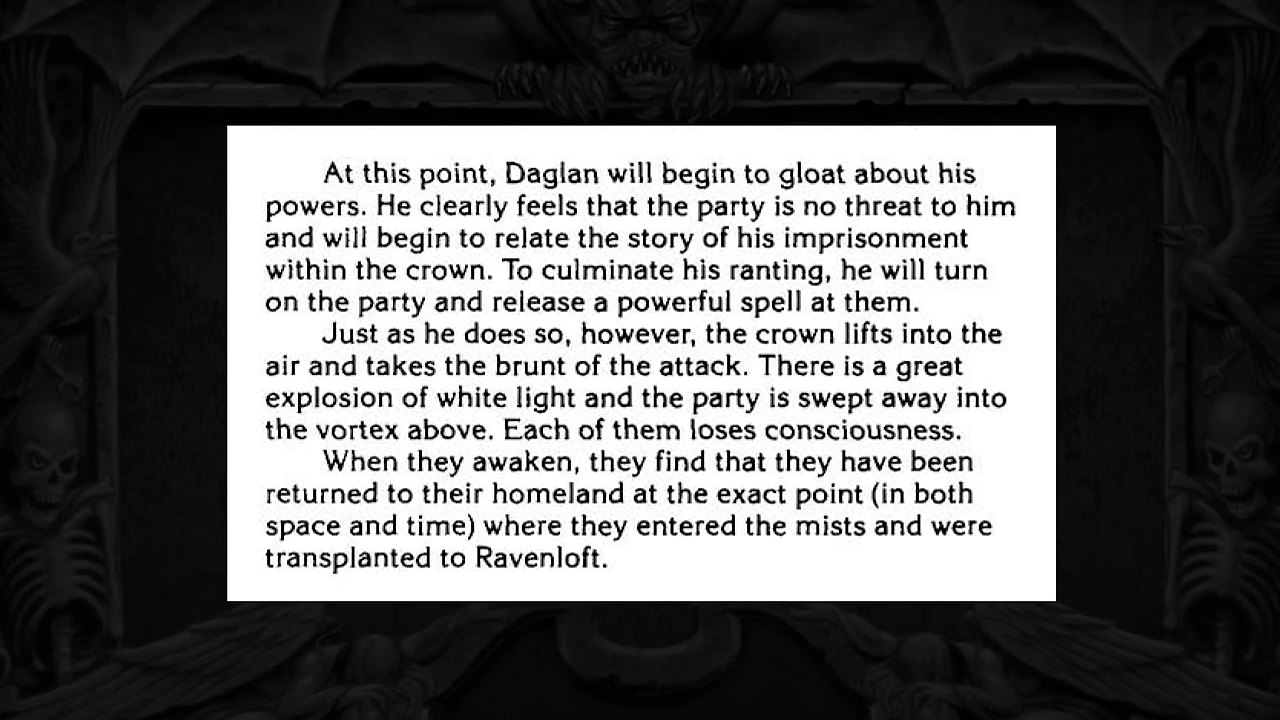 At this point, Daglan will begin to gloat about his
powers. He clearly feels that the party is no threat to him
and will begin to relate the story of his imprisonment
within the crown. To culminate his ranting, he will turn
on the party and release a powerful spell at them.
Just as he does so, however, the crown lifts into the
air and takes the brunt of the attack. There is a great
explosion of white light and the party is swept away into
the vortex above. Each of them loses consciousness.
When they awaken, they find that they have been
returned to their homeland at the exact point (in both
space and time) where they entered the mists and were
transplanted to Ravenloft.